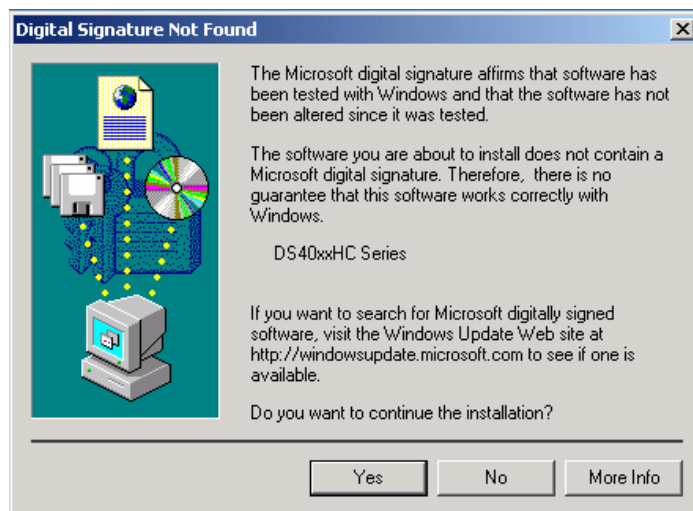 Digital Signature Not Found
The Microsoft digital signature affirms that software has
been tested with Windows and that the software has not
been altered since it was tested.
The software you are about to install does not contain a
Microsoft digital signature. Therefore,  there is no
guarantee that this software works correctly with
Windows.
DS40xxHC Series
If you want to search for Microsoft digitally signed
software, visit the Windows Update Web site at
http://windowsupdate.microsoft.com to see if one is
available.
Do you want to continue the installation?
Yes
No
More Info